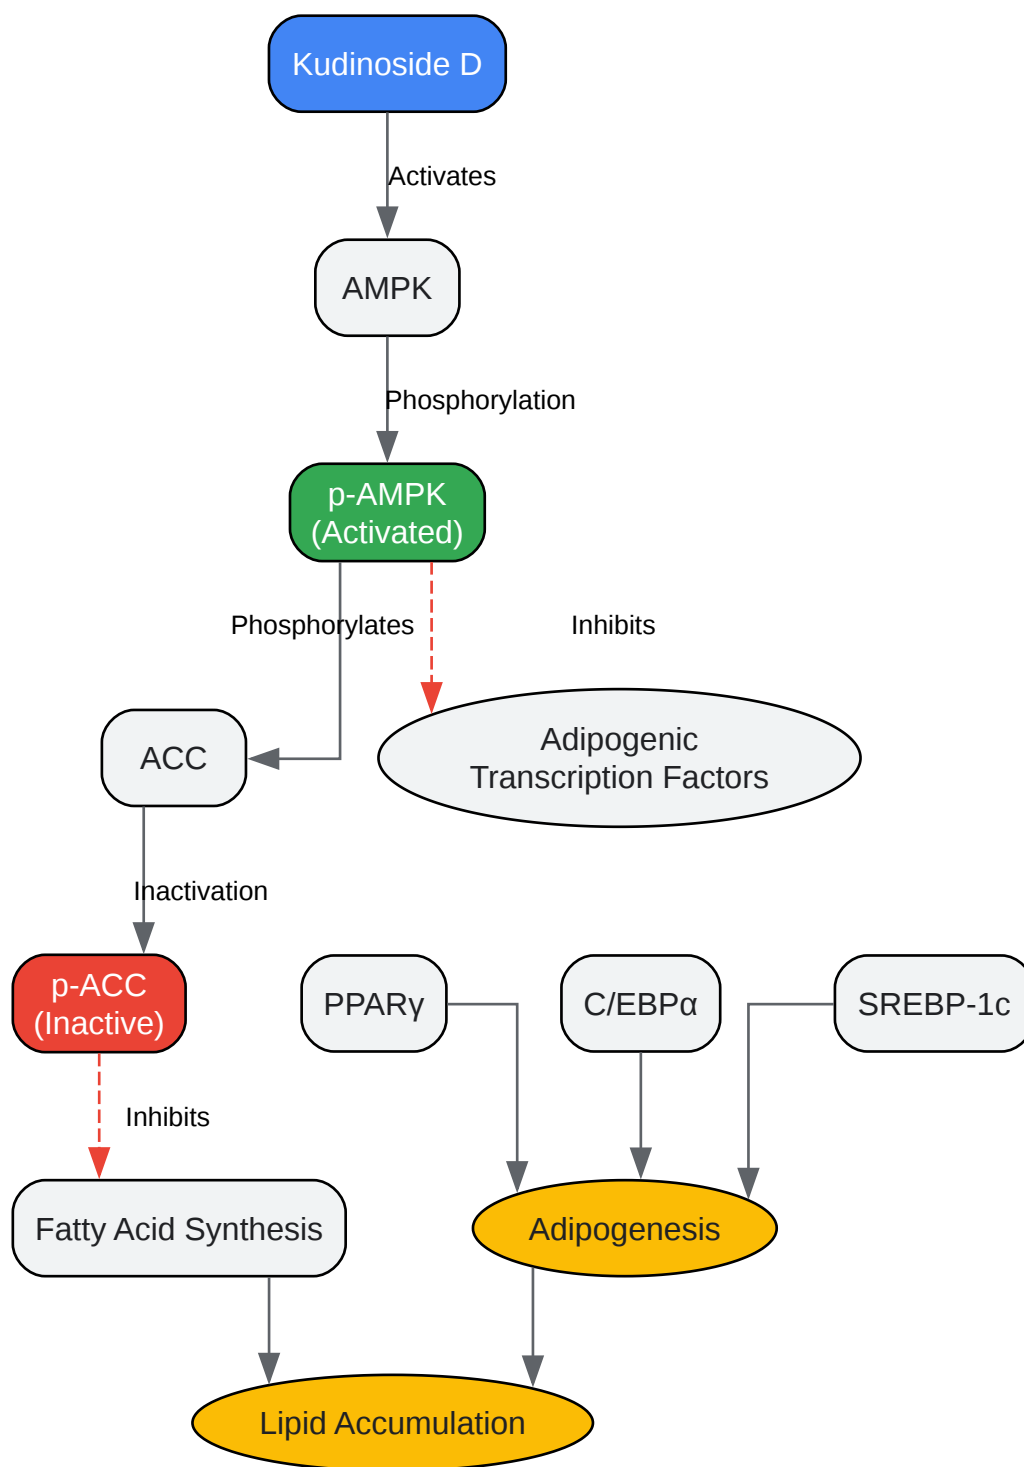 Kudinoside D
Activates
AMPK
Phosphorylation
p-AMPK
(Activated)
Phosphorylates
Inhibits
Adipogenic
Transcription Factors
ACC
Inactivation
p-ACC
(Inactive)
PPARγ
C/EBPα
SREBP-1c
Inhibits
Fatty Acid Synthesis
Adipogenesis
Lipid Accumulation